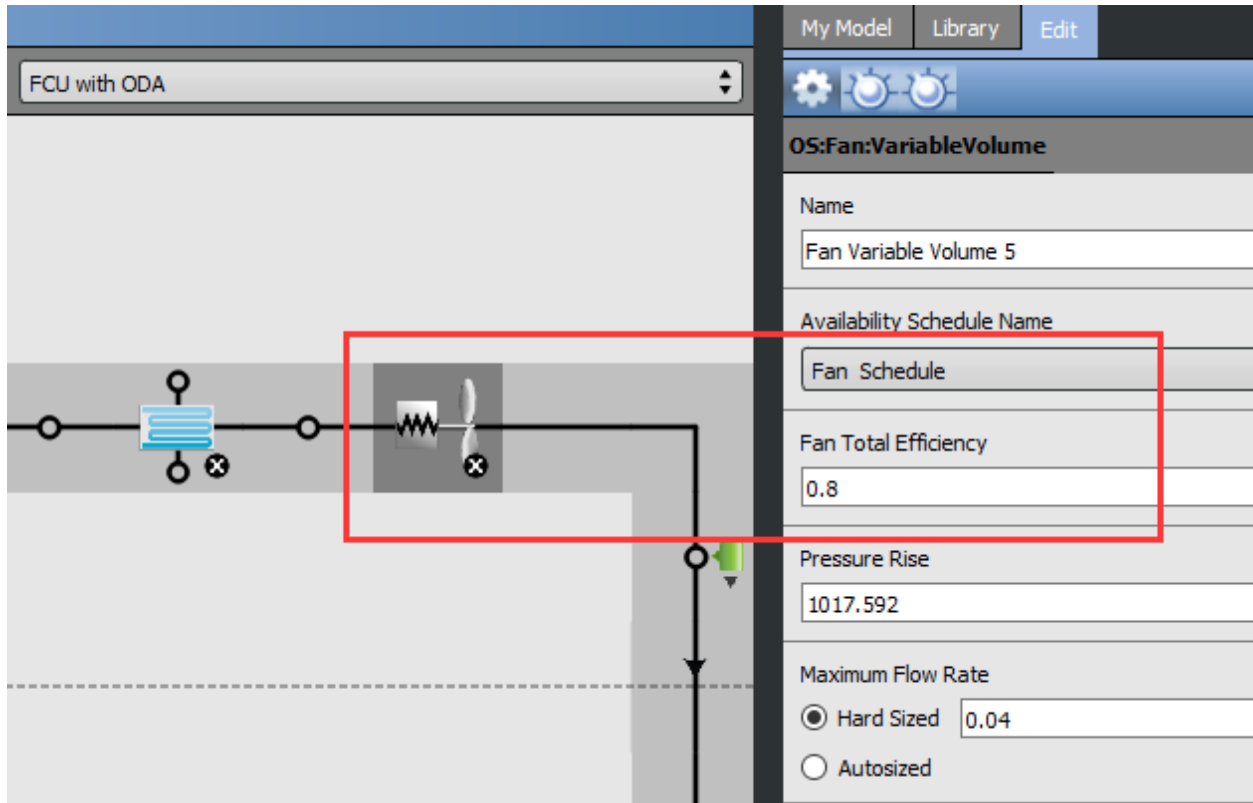 My Model Library Edit
FCU with ODA
OS:Fan:VariableVolume
Name
Fan Variable Volume 5
Availability Schedule Name
Fan Schedule
Fan Total Efficiency
0.8
Pressure Rise
1017.592
Maximum Flow Rate
Hard Sized 0.04
Autosized